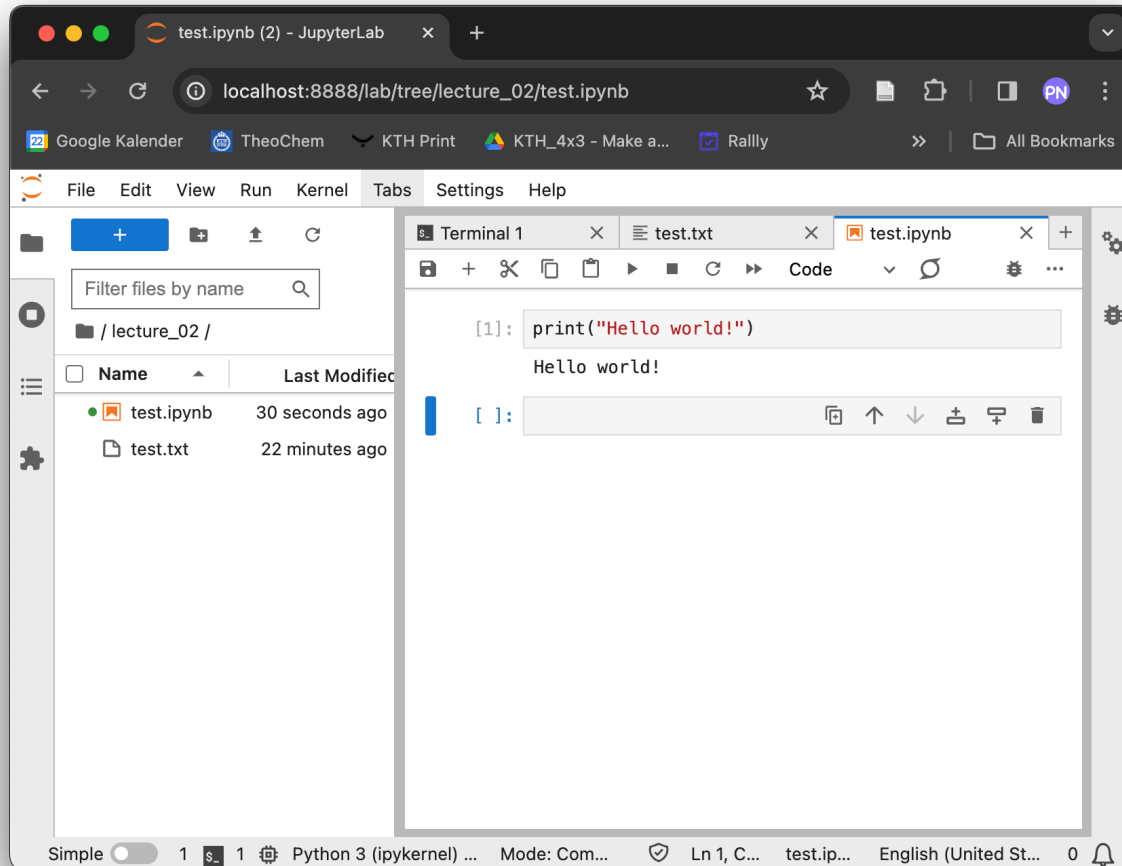 test.ipynb (2) - JupyterLab
localhost:8888/lab/tree/lecture_02/test.ipynb
PN
22 Google Kalender TheoChem KTH Print KTH_4x3 - Make a... Rallly » All Bookmarks
File Edit View Run Kernel Tabs Settings Help
+
Terminal 1 test.txt test.ipynb
Filter files by name
Code
/ lecture_02 /
Name Last Modified
test.ipynb 30 seconds ago
test.txt 22 minutes ago
[1]: print("Hello world!")
Hello world!
[ ]:
Simple 1 $_ 1 Python 3 (ipykernel) ... Mode: Com... Ln 1, C... test.ip... English (United St... 0